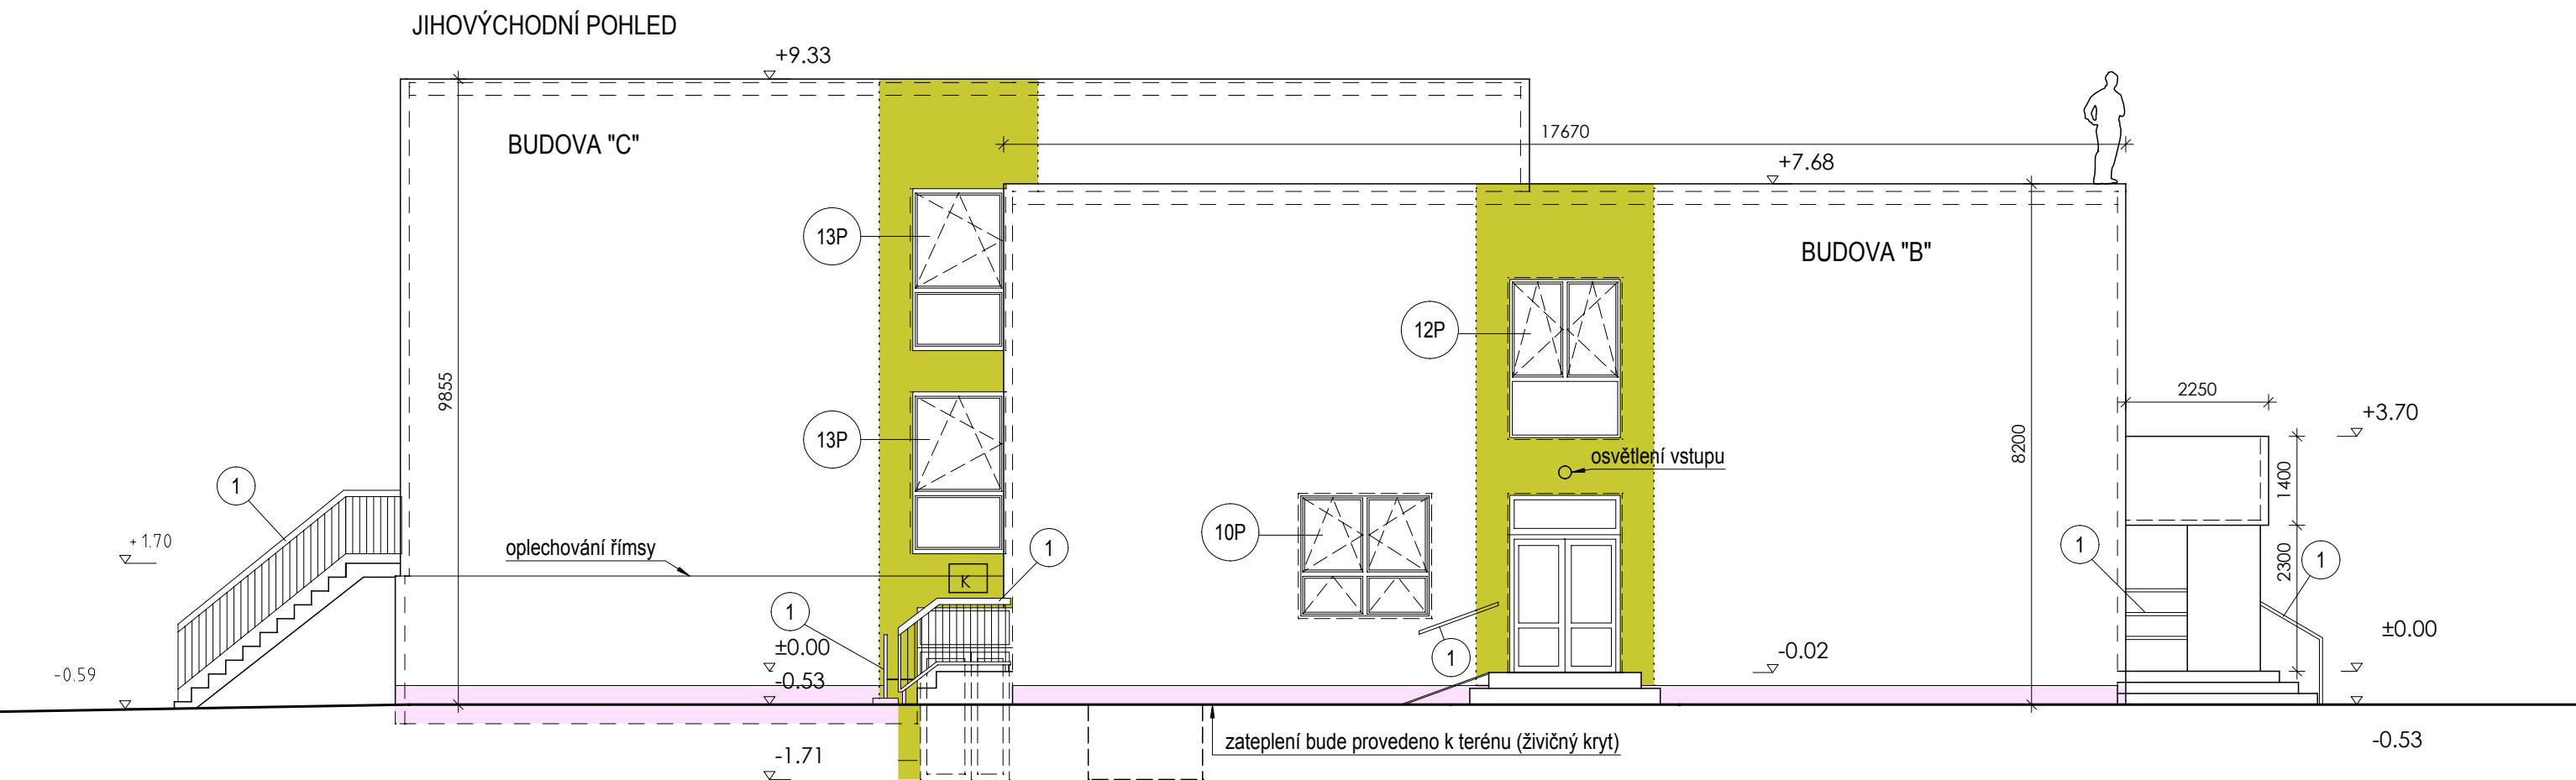 JIHOVÝCHODNÍ POHLED
+9.33
BUDOVA "C"
17670
+7.68
13P
BUDOVA "B"
12P
9855
2250
+3.70
13P
8200
osvětlení vstupu
1400
1
10P
+1.70
oplechování římsy
1
1
2300
1
K
1
±0.00
±0.00
-0.02
1
-0.59
-0.53
zateplení bude provedeno k terénu (živičný kryt)
-0.53
-1.71